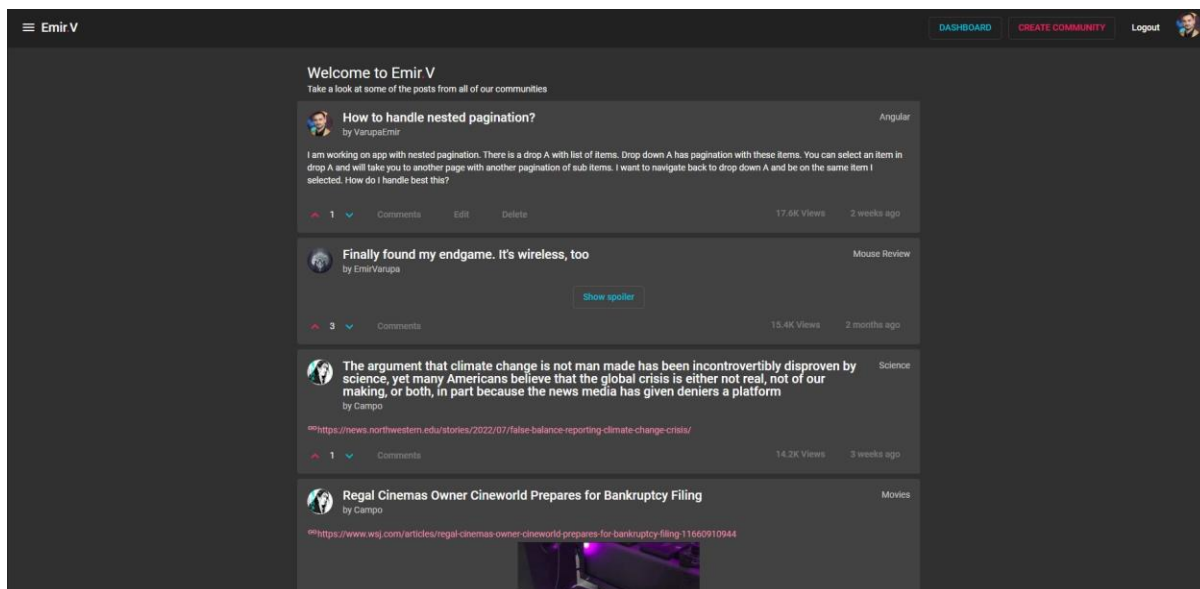 Emir.V
DASHBOARD
CREATE COMMUNITY
Logout
Welcome to Emir.V
Take a look at some of the posts from all of our communities
How to handle nested pagination?
Angular
by VarupaEmir
I am working on app with nested pagination. There is a drop A with list of items. Drop down A has pagination with these items. You can select an item in
drop A and will take you to another page with another pagination of sub items. I want to navigate back to drop down A and be on the same item I
selected. How do I handle best this?
1
Comments
Edit
Delete
17.6K Views
2 weeks ago
Finally found my endgame. It's wireless, too
Mouse Review
by EmirVarupa
Show spoiler
3
Comments
15.4K Views
2 months ago
The argument that climate change is not man made has been incontrovertibly disproven by
Science
science, yet many Americans believe that the global crisis is either not real, not of our
making, or both, in part because the news media has given deniers a platform
by Campo
https://news.northwestern.edu/stories/2022/07/false-balance-reporting-climate-change-crisis/
1
Comments
14.2K Views
3 weeks ago
Regal Cinemas Owner Cineworld Prepares for Bankruptcy Filing
Movies
by Campo
https://www.wsj.com/articles/regal-cinemas-owner-cineworld-prepares-for-bankruptcy-filing-11660910944